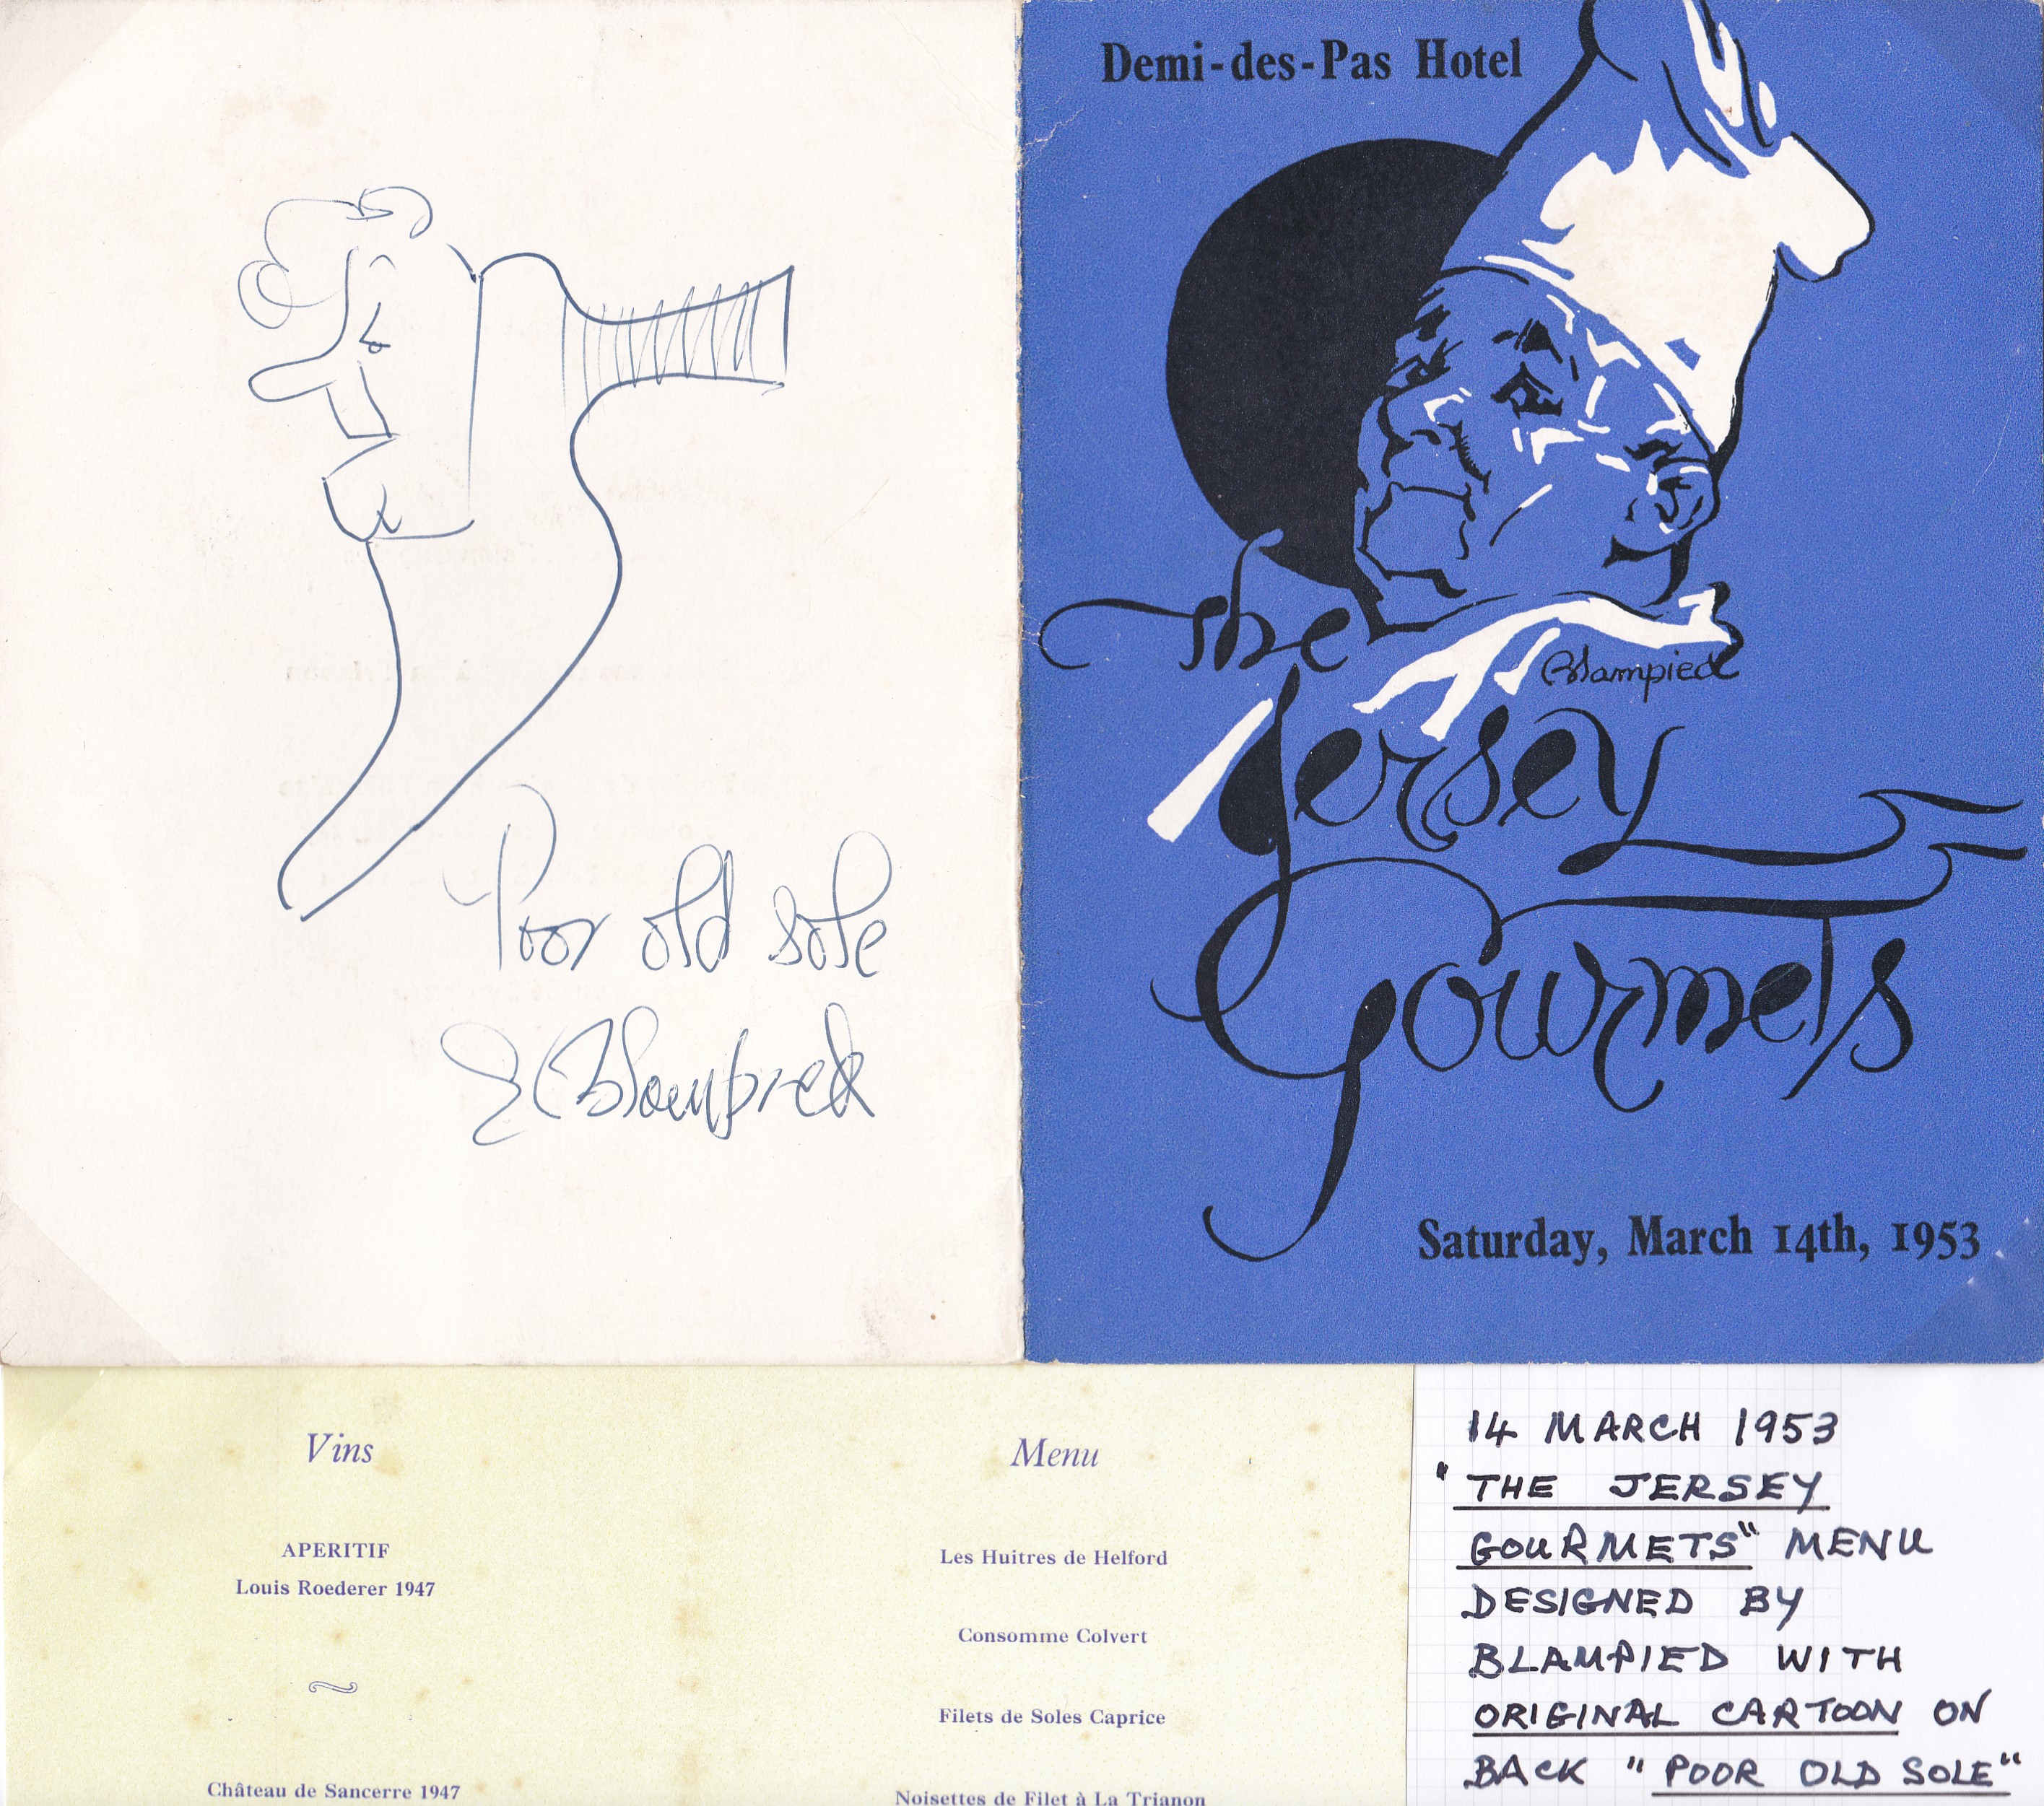 Poor old sole
E Blampied
Demi-des-Pas Hotel
The
Blampied
Jersey
Gourmets
Saturday, March 14th, 1953
Vins
APERITIF
Louis Roederer 1947
Château de Sancerre 1947
Menu
Les Huitres de Helford
Consomme Colvert
Filets de Soles Caprice
Noisettes de Filet à La Trianon
14 MARCH 1953
"THE JERSEY
GOURMETS" MENU
DESIGNED BY
BLAMPIED WITH
ORIGINAL CARTOON ON
BACK "POOR OLD SOLE"